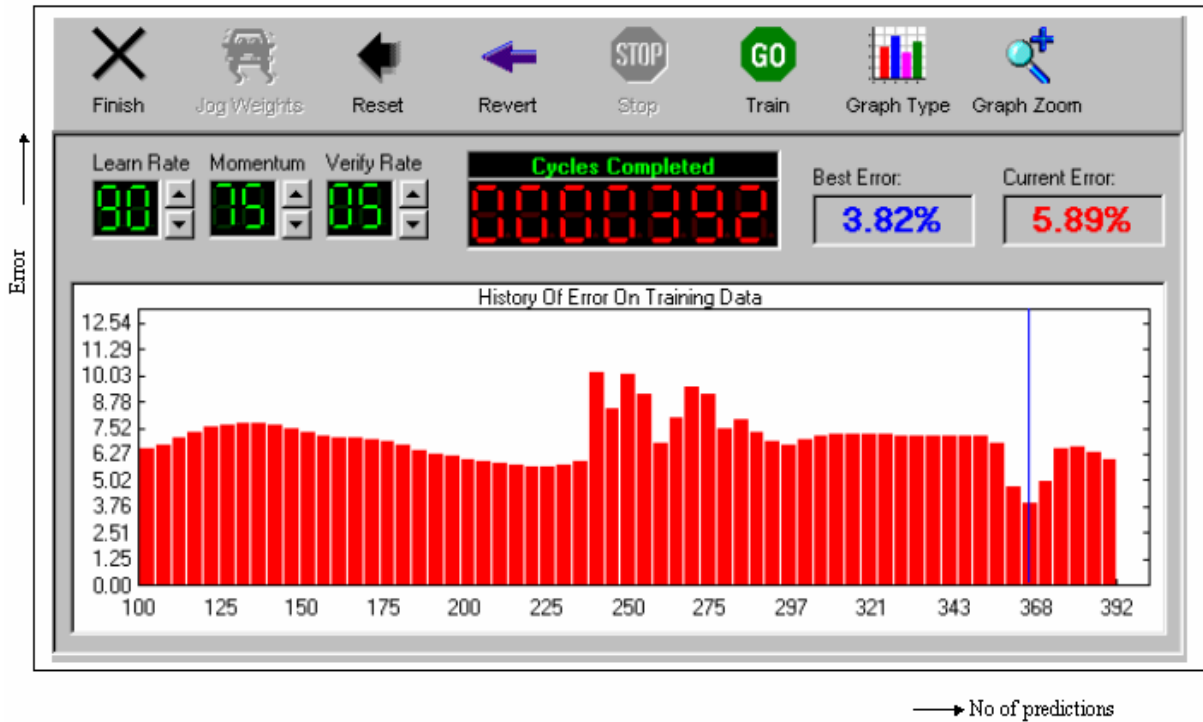 Finish Jog Weights Reset Revert STOP Stop GO Train Graph Type Graph Zoom
Learn Rate Momentum Verify Rate
90 75 05
Cycles Completed
0000392
Best Error: Current Error:
3.82% 5.89%
Error
History Of Error On Training Data
12.54
11.29
10.03
8.78
7.52
6.27
5.02
3.76
2.51
1.25
0.00
100 125 150 175 200 225 250 275 297 321 343 368 392
No of predictions